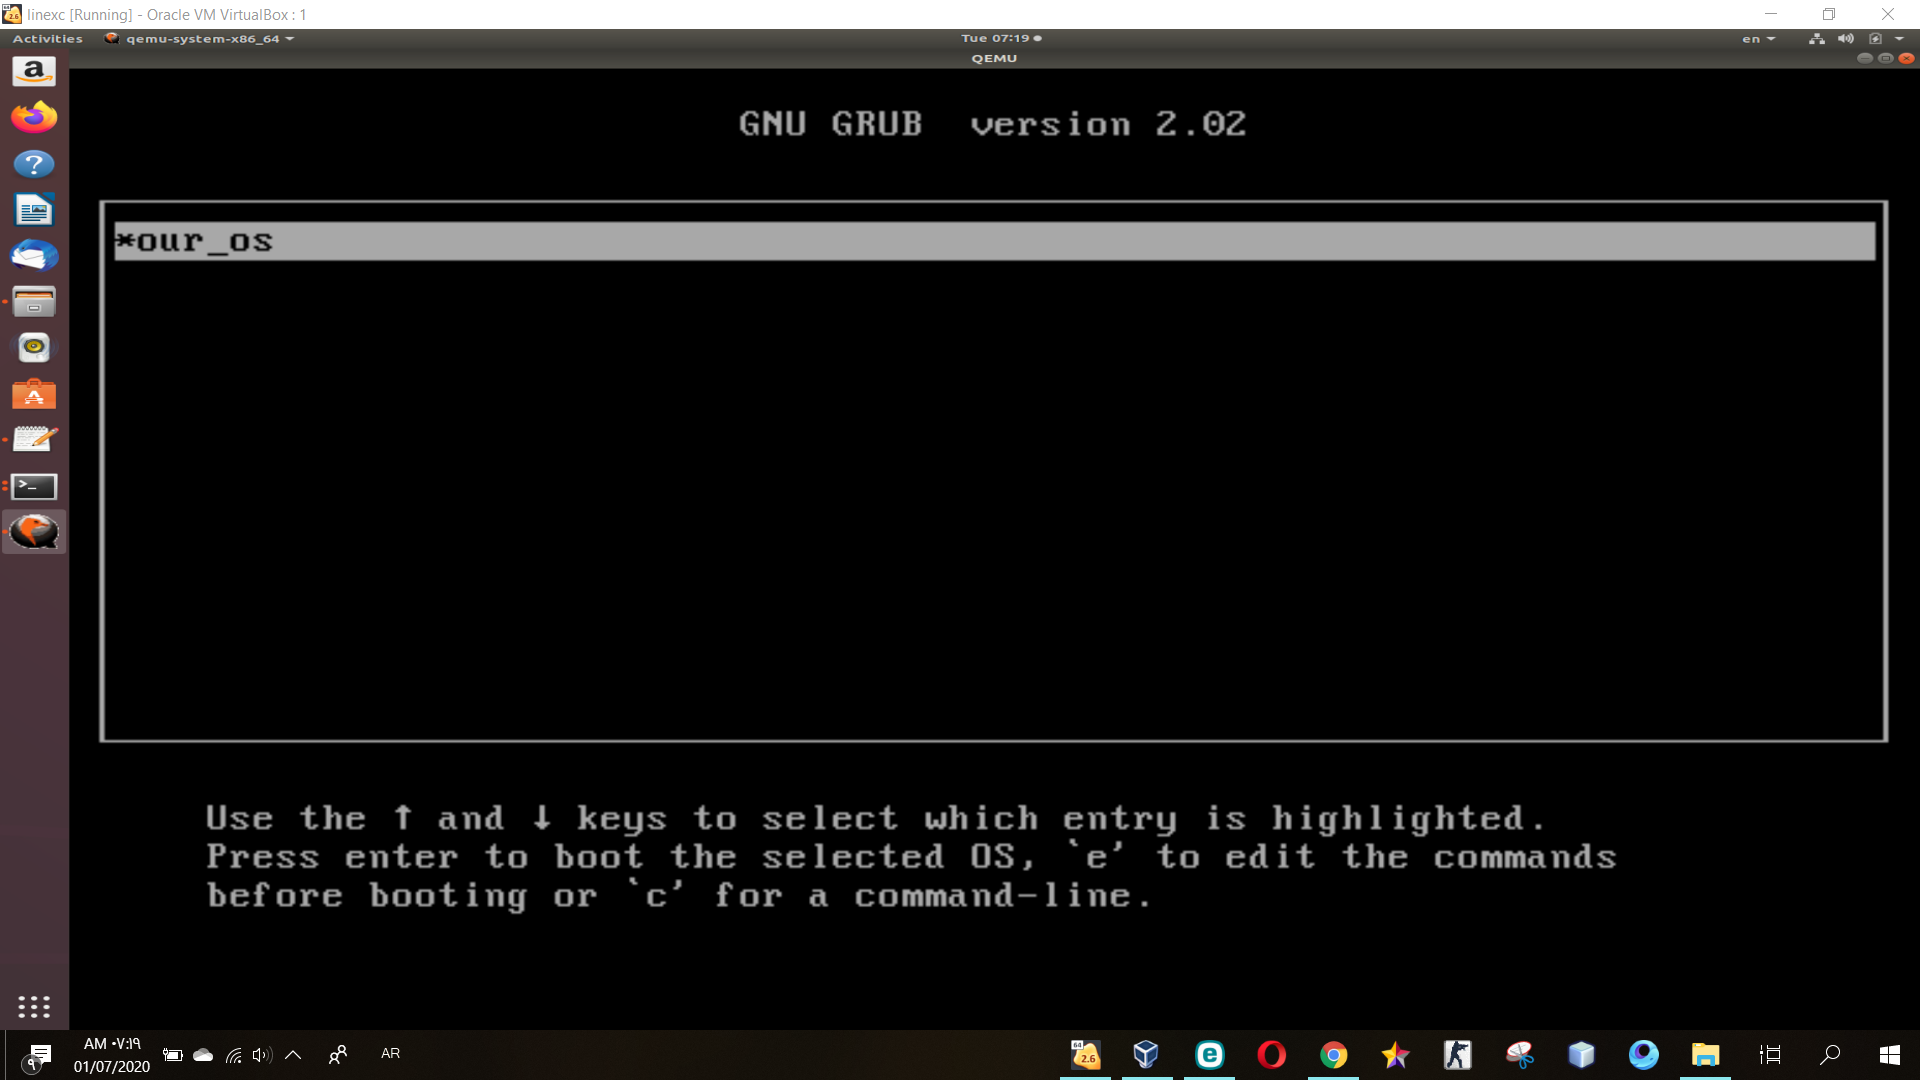 linexc [Running] - Oracle VM VirtualBox : 1
Activities qemu-system-x86_64 Tue 07:19 en
QEMU
GNU GRUB version 2.02
*our_os
Use the ↑ and ↓ keys to select which entry is highlighted.
Press enter to boot the selected OS, `e' to edit the commands
before booting or `c' for a command-line.
AM ٠٧:١٩
01/07/2020
AR
٩
64
2.6